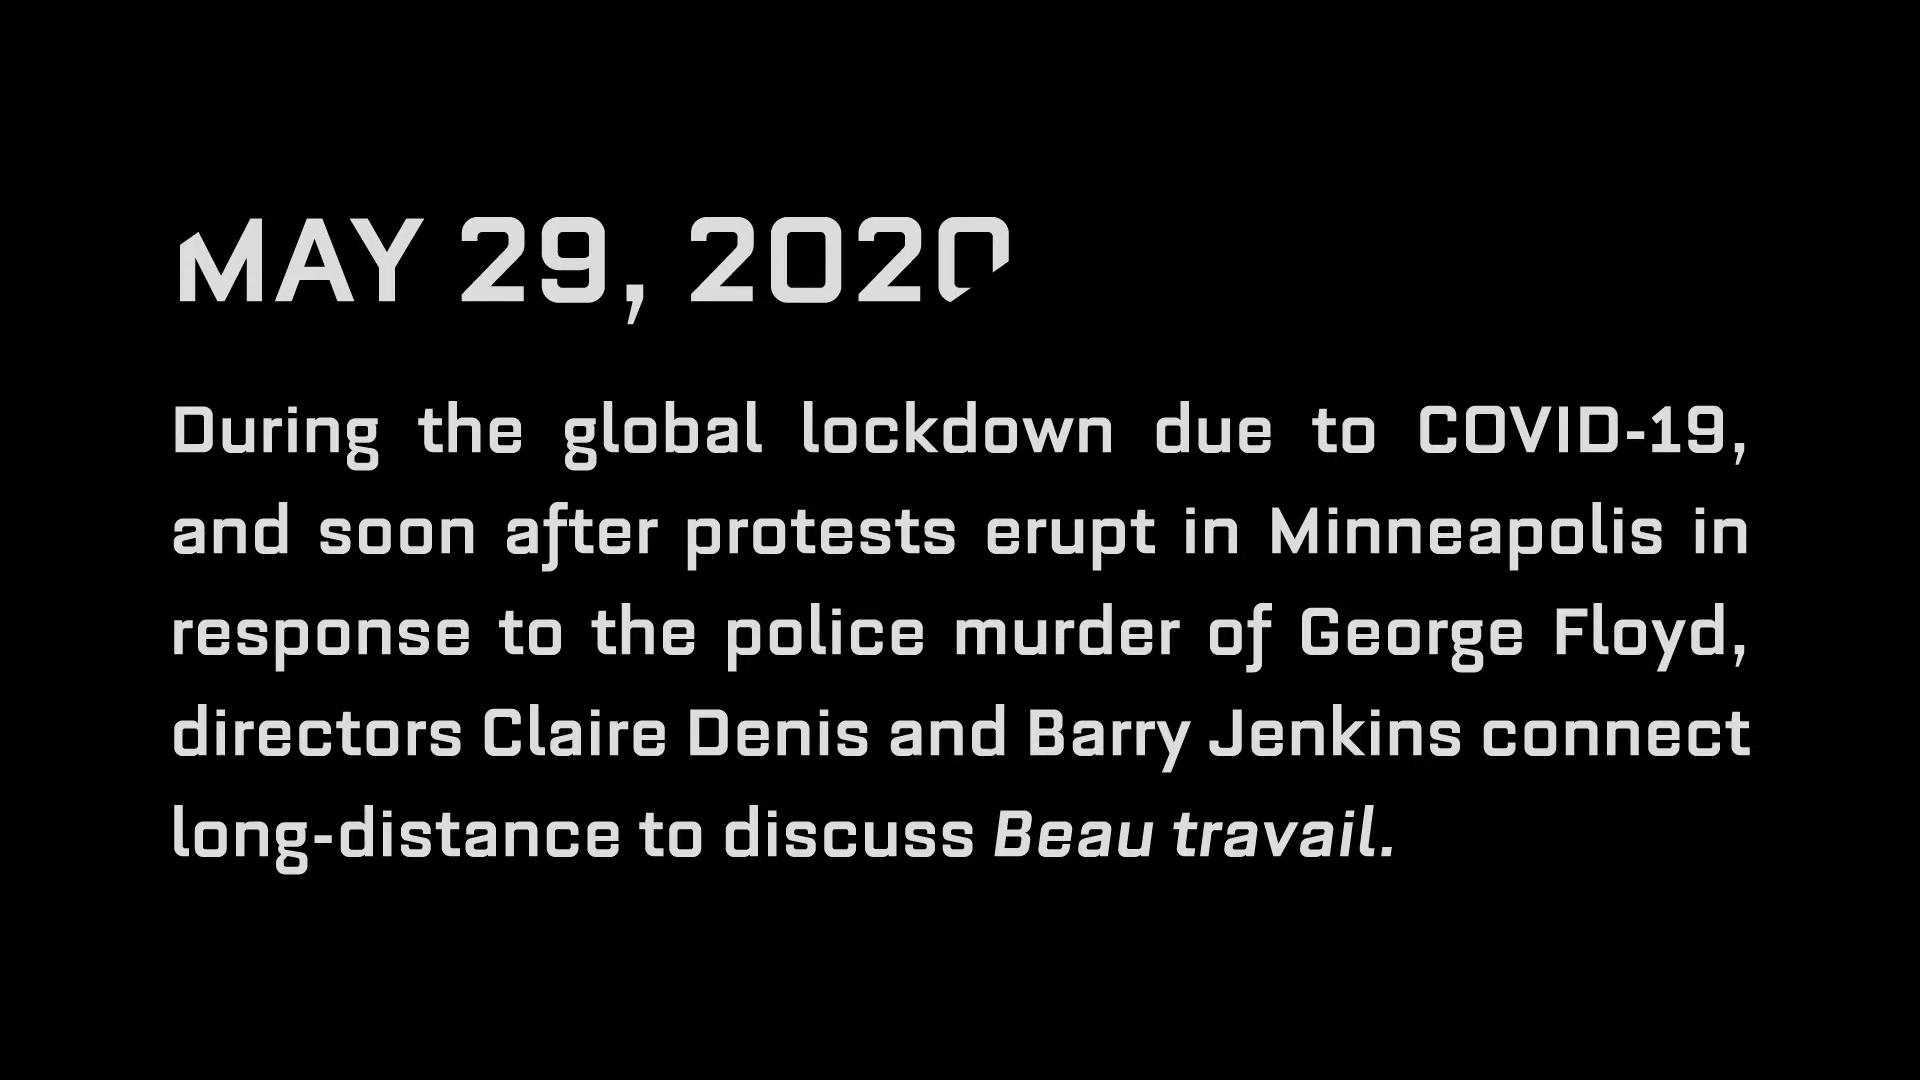 MAY 29, 2020
During the global lockdown due to COVID-19,
and soon after protests erupt in Minneapolis in
response to the police murder of George Floyd,
directors Claire Denis and Barry Jenkins connect
long-distance to discuss Beau travail.